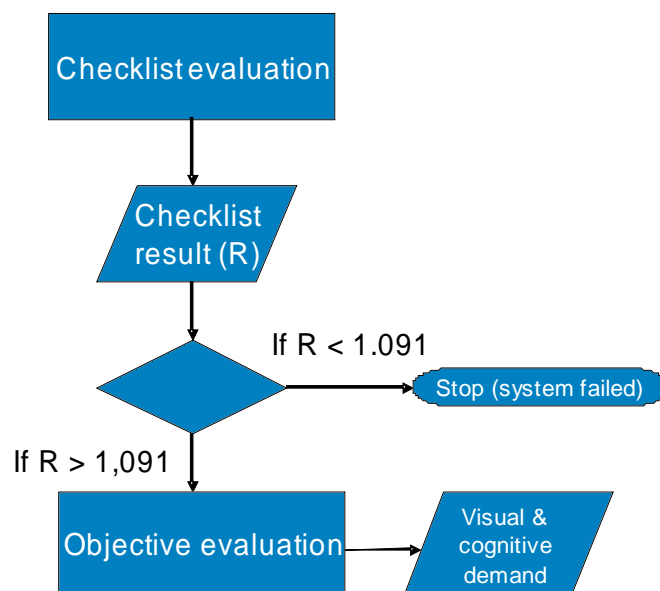 Checklist evaluation
Checklist
result (R)
If R < 1.091
Stop (system failed)
If R > 1,091
Objective evaluation
Visual &
cognitive
demand